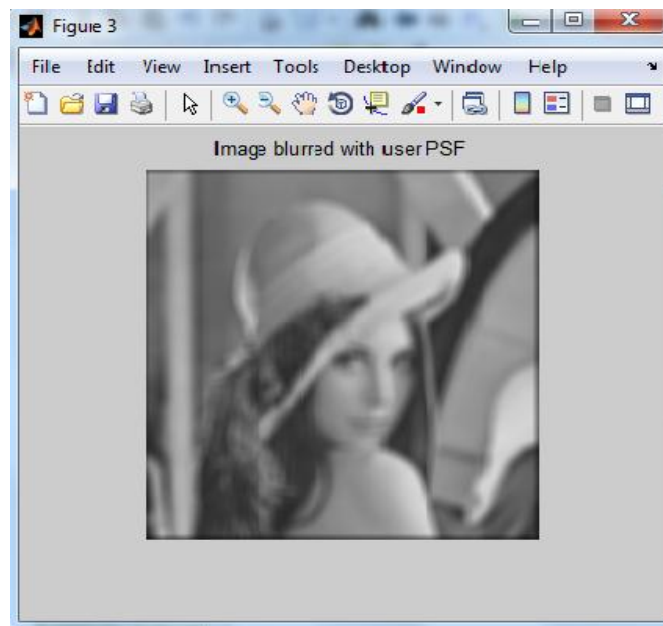 Figure 3
File Edit View Insert Tools Desktop Window Help
Image blurred with user PSF